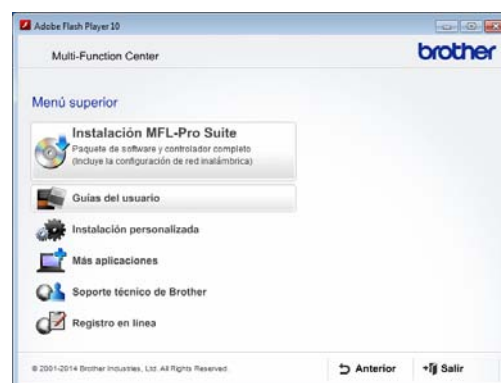 Adobe Flash Player 10
Multi-Function Center
brother
Menú superior
Instalación MFL-Pro Suite
Paquete de software y controlador completo
(Incluye la configuración de red inalámbrica)
Guías del usuario
Instalación personalizada
Más aplicaciones
Soporte técnico de Brother
Registro en línea
© 2001-2014 Brother Industries, Ltd. All Rights Reserved.
Anterior
Salir